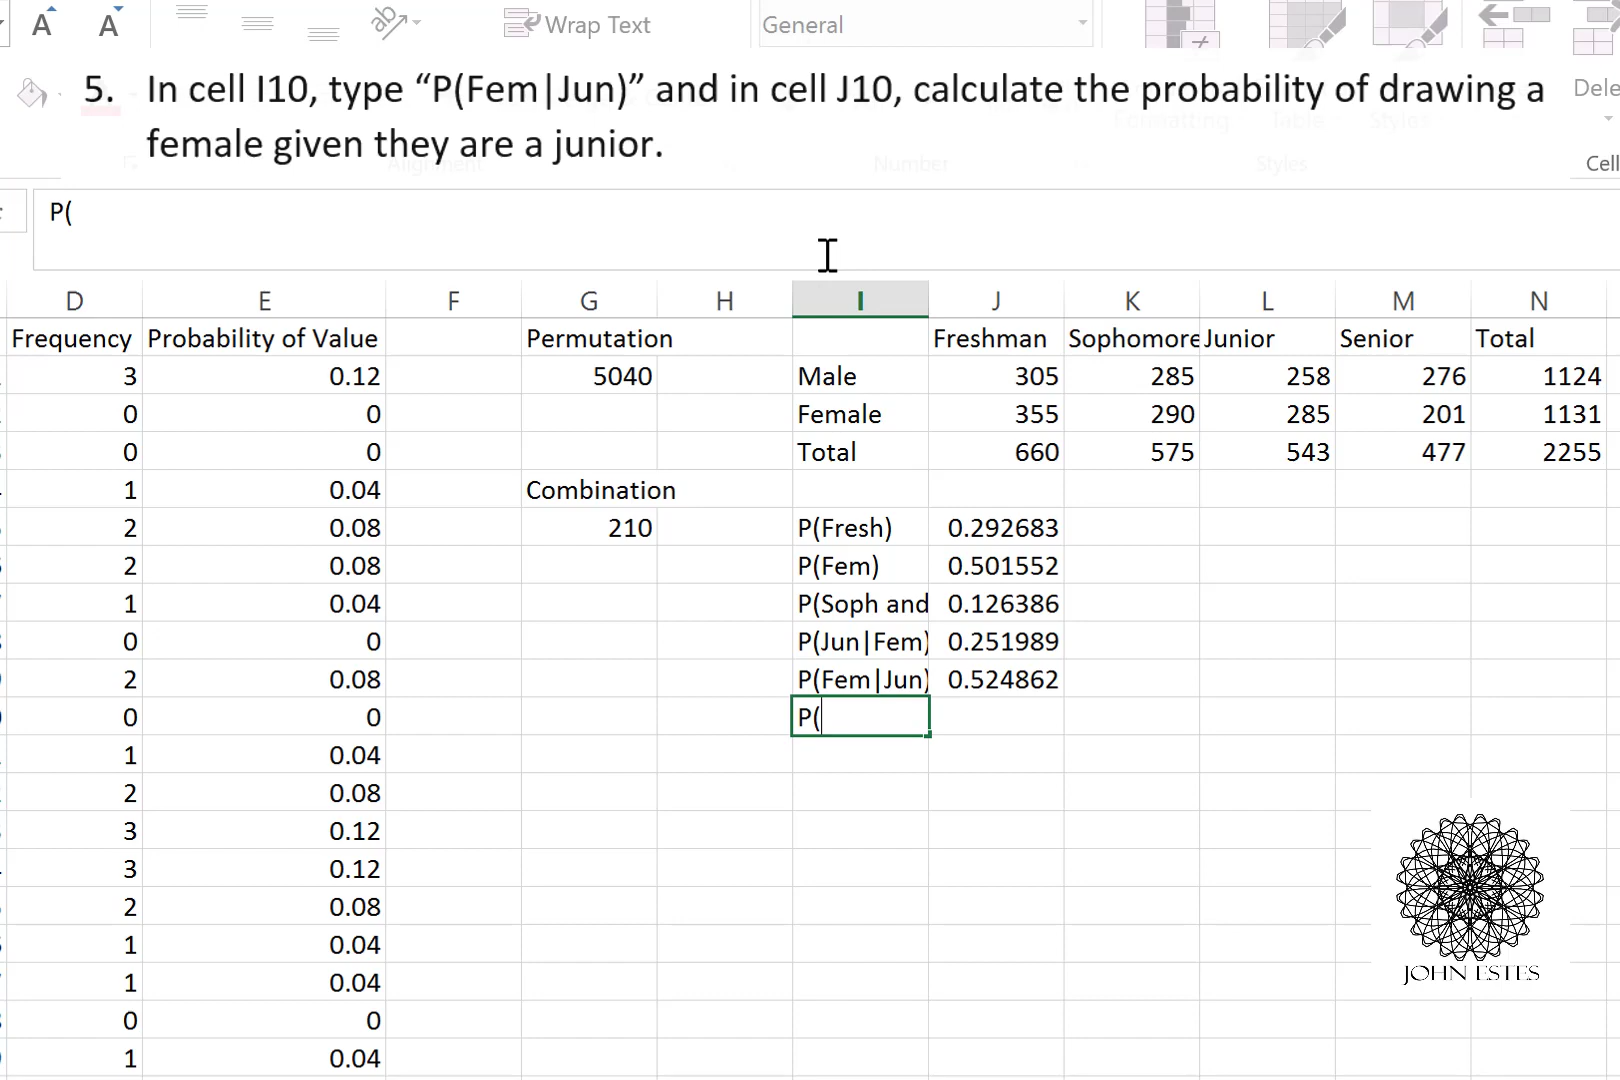 Wrap Text
General
5. In cell I10, type “P(Fem|Jun)” and in cell J10, calculate the probability of drawing a
female given they are a junior.
Dele
Formatting Table Styles
Alignment Number Styles Cell
P(
D E F G H I J K L M N
Frequency Probability of Value Permutation Freshman Sophomore Junior Senior Total
3 0.12 5040 Male 305 285 258 276 1124
0 0 Female 355 290 285 201 1131
0 0 Total 660 575 543 477 2255
1 0.04 Combination
2 0.08 210 P(Fresh) 0.292683
2 0.08 P(Fem) 0.501552
1 0.04 P(Soph and 0.126386
0 0 P(Jun|Fem) 0.251989
2 0.08 P(Fem|Jun) 0.524862
0 0 P(
1 0.04
2 0.08
3 0.12
3 0.12
2 0.08
1 0.04
1 0.04
0 0
1 0.04
JOHN ESTES